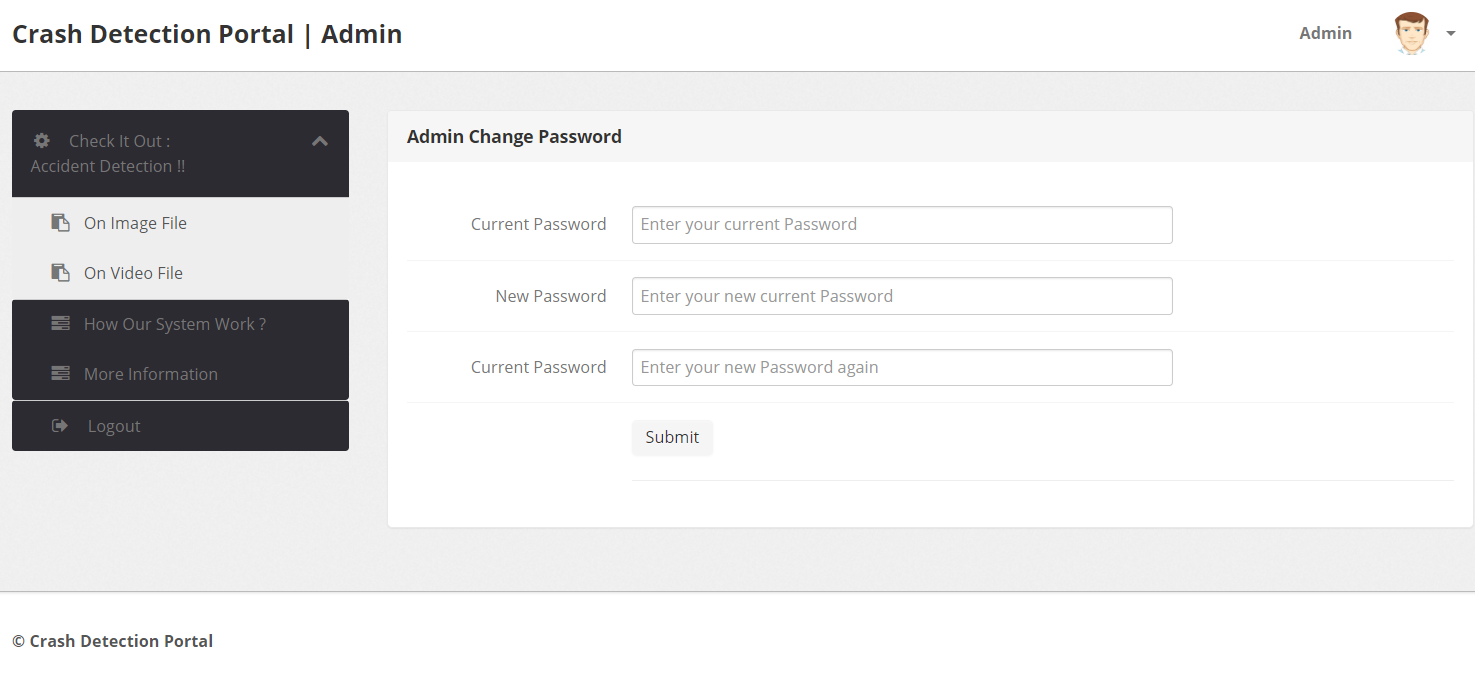 Crash Detection Portal | Admin
Admin
Check It Out :
Accident Detection !!
On Image File
On Video File
How Our System Work ?
More Information
Logout
Admin Change Password
Current Password
Enter your current Password
New Password
Enter your new current Password
Current Password
Enter your new Password again
Submit
© Crash Detection Portal